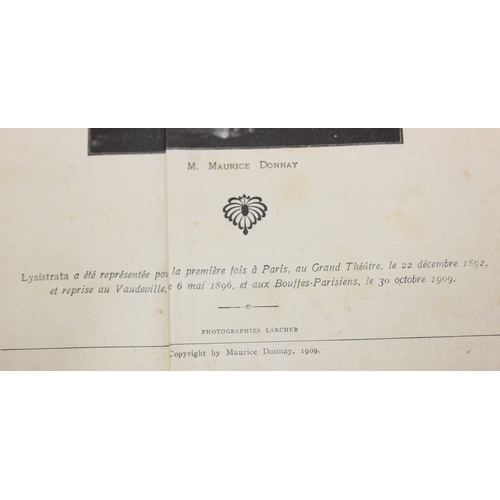 M. MAURICE DONNAY
Lysistrata a été représentée pou la première fois à Paris, au Grand Théâtre, le 22 décembre 1892,
et reprise au Vaudeville, e 6 mai 1896, et aux Bouffes-Parisiens, le 30 octobre 1909.
PHOTOGRAPHIES LARCHER
Copyright by Maurice Donnay, 1909.